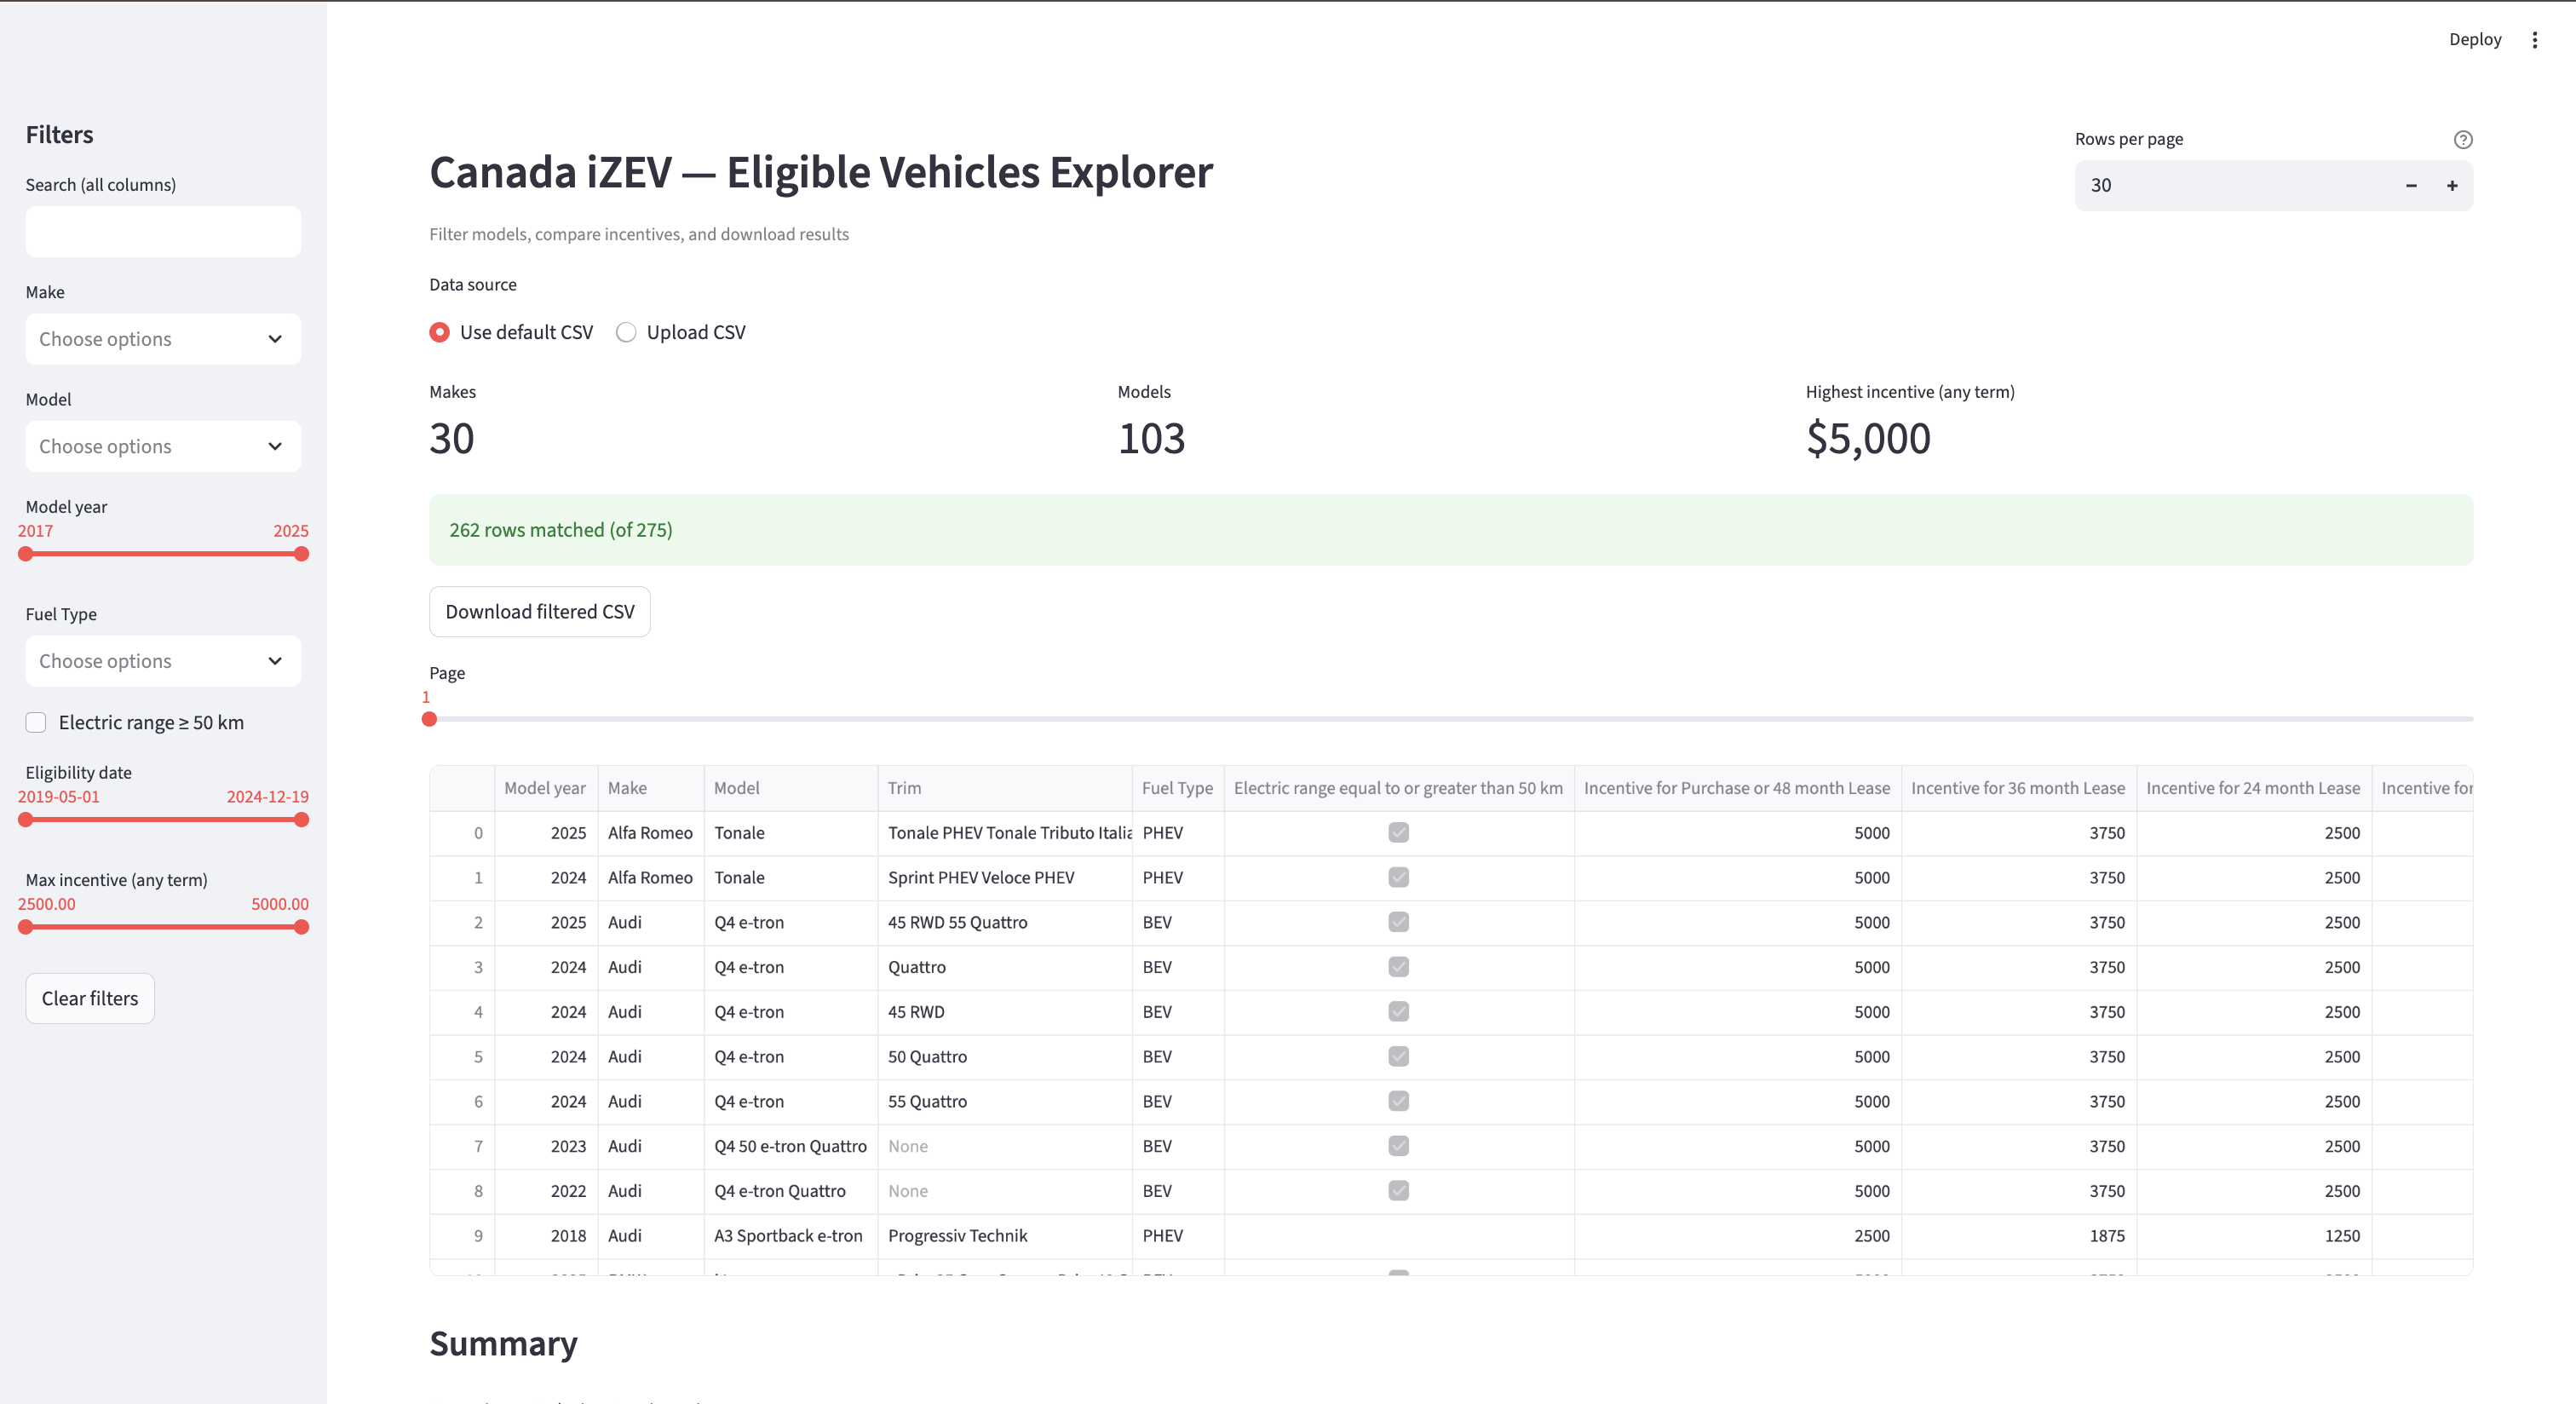 Deploy
Filters
Search (all columns)
Make
Choose options
Model
Choose options
Model year
2017 2025
Fuel Type
Choose options
Electric range ≥ 50 km
Eligibility date
2019-05-01 2024-12-19
Max incentive (any term)
2500.00 5000.00
Clear filters
Canada iZEV — Eligible Vehicles Explorer
Rows per page
30
Filter models, compare incentives, and download results
Data source
Use default CSV Upload CSV
Makes Models Highest incentive (any term)
30 103 $5,000
262 rows matched (of 275)
Download filtered CSV
Page
1
Model year Make Model Trim Fuel Type Electric range equal to or greater than 50 km Incentive for Purchase or 48 month Lease Incentive for 36 month Lease Incentive for 24 month Lease Incentive for
0 2025 Alfa Romeo Tonale Tonale PHEV Tonale Tributo Italia PHEV 5000 3750 2500
1 2024 Alfa Romeo Tonale Sprint PHEV Veloce PHEV PHEV 5000 3750 2500
2 2025 Audi Q4 e-tron 45 RWD 55 Quattro BEV 5000 3750 2500
3 2024 Audi Q4 e-tron Quattro BEV 5000 3750 2500
4 2024 Audi Q4 e-tron 45 RWD BEV 5000 3750 2500
5 2024 Audi Q4 e-tron 50 Quattro BEV 5000 3750 2500
6 2024 Audi Q4 e-tron 55 Quattro BEV 5000 3750 2500
7 2023 Audi Q4 50 e-tron Quattro None BEV 5000 3750 2500
8 2022 Audi Q4 e-tron Quattro None BEV 5000 3750 2500
9 2018 Audi A3 Sportback e-tron Progressiv Technik PHEV 2500 1875 1250
Summary